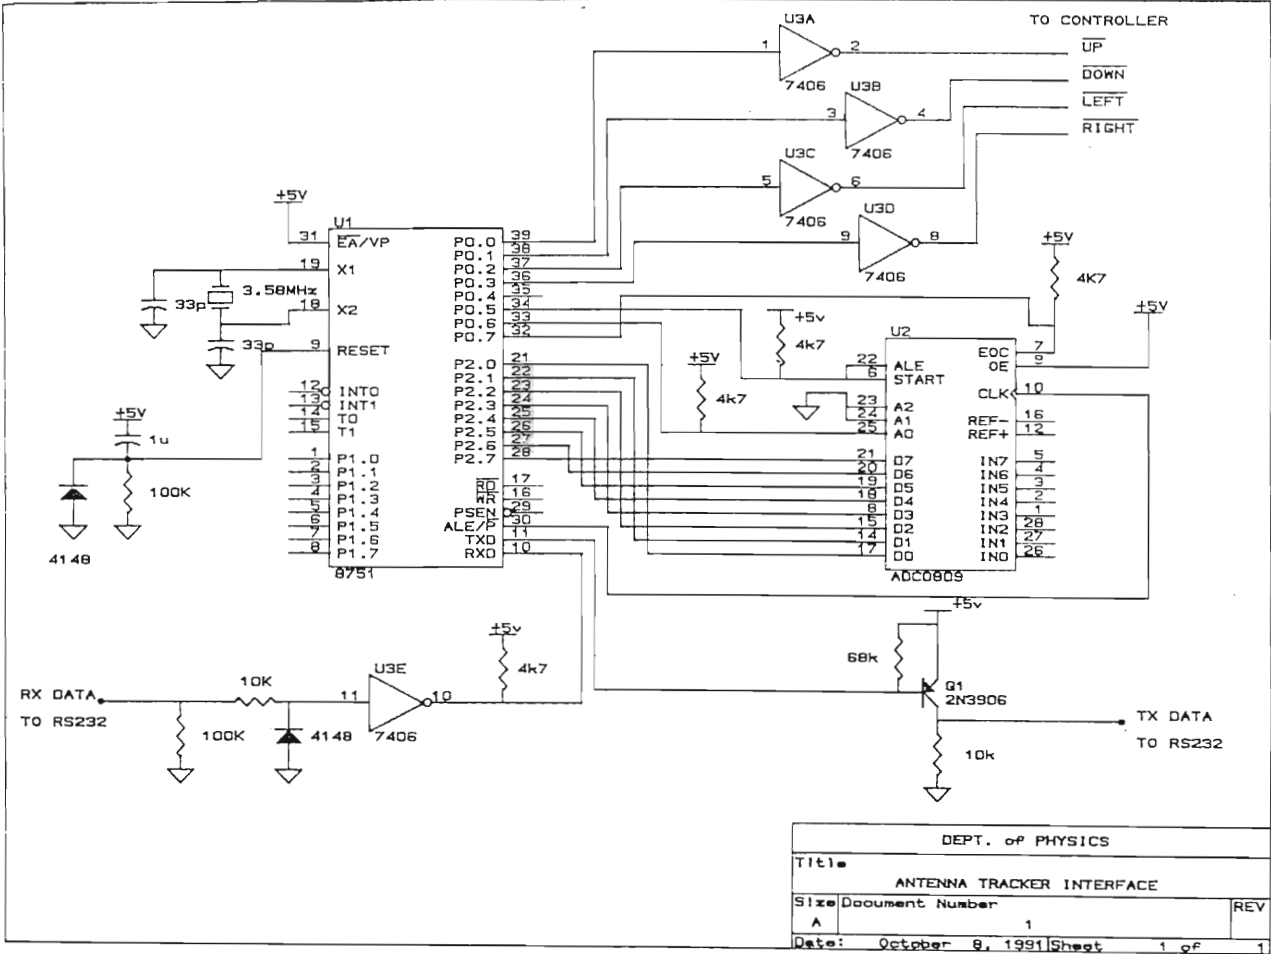 U3A
TO CONTROLLER
1
2
UP
7406
U3B
DOWN
3
4
LEFT
7406
RIGHT
U3C
5
6
7406
U3D
9
8
7406
+5V
U1
31
EA/VP
19
X1
33p
3.58MHz
18
X2
33p
9
RESET
12
INT0
13
INT1
14
T0
15
T1
1
P1.0
2
P1.1
3
P1.2
4
P1.3
5
P1.4
6
P1.5
7
P1.6
8
P1.7
8751
P0.0
39
P0.1
38
P0.2
37
P0.3
36
P0.4
35
P0.5
34
P0.6
33
P0.7
32
P2.0
21
P2.1
22
P2.2
23
P2.3
24
P2.4
25
P2.5
26
P2.6
27
P2.7
28
RD
17
WR
16
PSEN
29
ALE/P
30
TXD
11
RXD
10
+5V
1u
100K
4148
+5v
4k7
+5V
4k7
+5V
4K7
+5V
U2
22
ALE
6
START
23
A2
24
A1
25
A0
21
D7
20
D6
19
D5
18
D4
8
D3
15
D2
14
D1
17
D0
EOC
7
OE
9
CLK
10
REF-
16
REF+
12
IN7
5
IN6
4
IN5
3
IN4
2
IN3
1
IN2
28
IN1
27
IN0
26
ADC0809
RX DATA
TO RS232
10K
100K
4148
U3E
11
10
7406
+5v
4k7
+5v
68k
Q1
2N3906
10k
TX DATA
TO RS232
DEPT. of PHYSICS
Title
ANTENNA TRACKER INTERFACE
Size Document Number
REV
A
1
Date: October 8, 1991 Sheet 1 of 1